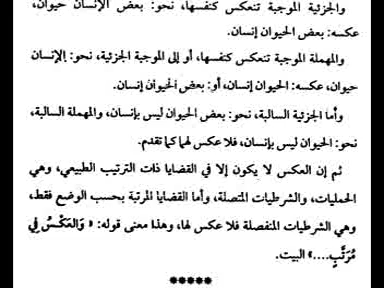 والجزئية الموجبة تنعكس كنفسها، نحو: بعض الإنسان حيوان،
عكسه: بعض الحيوان إنسان.
والمهملة الموجبة تنعكس كنفسها، أو إلى الموجبة الجزئية، نحو: الإنسان
حيوان، عكسه: الحيوان إنسان، أو: بعض الحيوان إنسان.
وأما الجزئية السالبة، نحو: بعض الحيوان ليس بإنسان، والمهملة السالبة،
نحو: الحيوان ليس بإنسان، فلا عكس لهما كما تقدم.
ثم إن العكس لا يكون إلا في القضايا ذات الترتيب الطبيعي، وهي
الحمليات، والشرطيات المتصلة، وأما القضايا المرتبة بحسب الوضع فقط،
وهي الشرطيات المنفصلة فلا عكس لها، وهذا معنى قوله: «وَالعَكْسُ فِي
مُرَتَّبٍ....» البيت.
*****